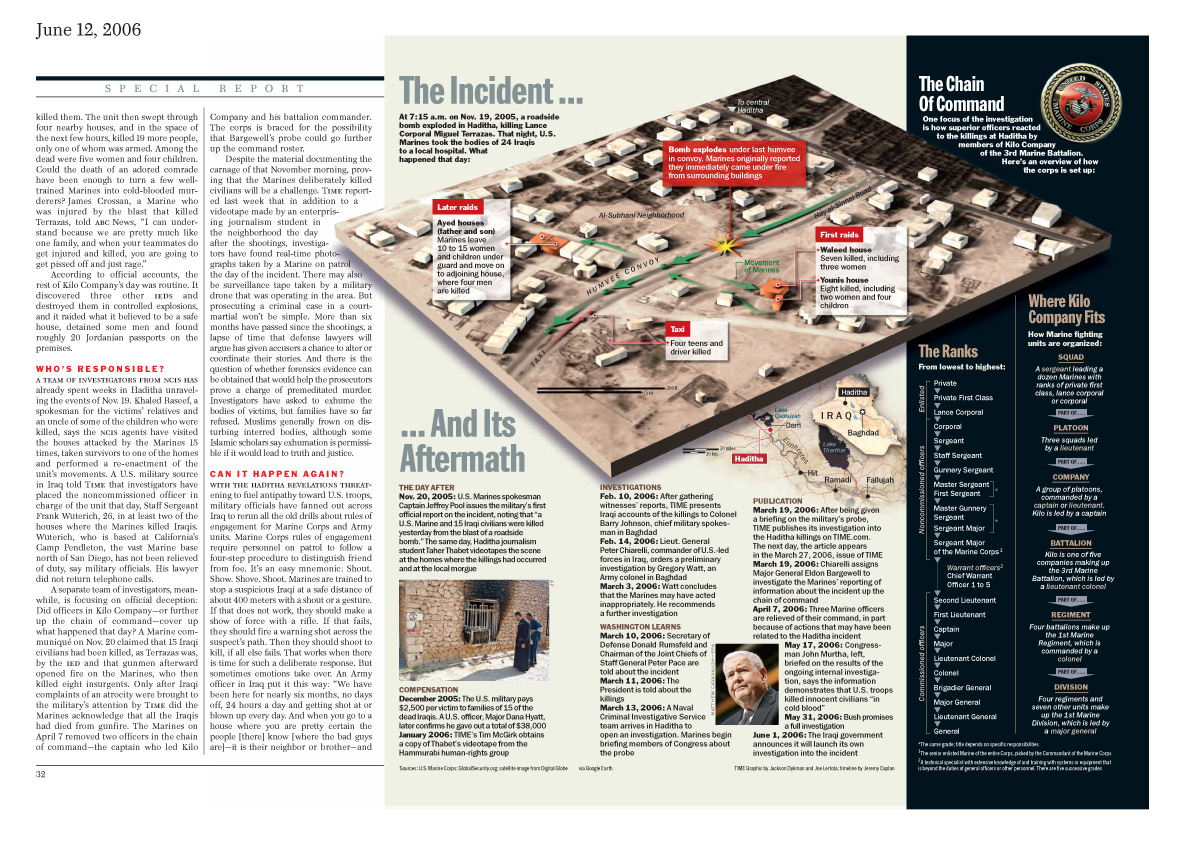 June 12, 2006
SPECIAL REPORT
killed them. The unit then swept through
four nearby houses, and in the space of
the next few hours, killed 19 more people,
only one of whom was armed. Among the
dead were five women and four children.
Could the death of an adored comrade
have been enough to turn a few well-
trained Marines into cold-blooded mur-
derers? James Crossan, a Marine who
was injured by the blast that killed
Terrazas, told ABC News, "I can under-
stand because we are pretty much like
one family, and when your teammates do
get injured and killed, you are going to
get pissed off and just rage."
According to official accounts, the
rest of Kilo Company's day was routine. It
discovered three other IEDS and
destroyed them in controlled explosions,
and it raided what it believed to be a safe
house, detained some men and found
roughly 20 Jordanian passports on the
premises.
WHO'S RESPONSIBLE?
A TEAM OF INVESTIGATORS FROM NCIS HAS
already spent weeks in Haditha unravel-
ing the events of Nov. 19. Khaled Raseef, a
spokesman for the victims' relatives and
an uncle of some of the children who were
killed, says the NCIS agents have visited
the houses attacked by the Marines 15
times, taken survivors to one of the homes
and performed a re-enactment of the
unit's movements. A U.S. military source
in Iraq told TIME that investigators have
placed the noncommissioned officer in
charge of the unit that day, Staff Sergeant
Frank Wuterich, 26, in at least two of the
houses where the Marines killed Iraqis.
Wuterich, who is based at California's
Camp Pendleton, the vast Marine base
north of San Diego, has not been relieved
of duty, say military officials. His lawyer
did not return telephone calls.
A separate team of investigators, mean-
while, is focusing on official deception:
Did officers in Kilo Company—or further
up the chain of command—cover up
what happened that day? A Marine com-
muniqué on Nov. 20 claimed that 15 Iraqi
civilians had been killed, as Terrazas was,
by the IED and that gunmen afterward
opened fire on the Marines, who then
killed eight insurgents. Only after Iraqi
complaints of an atrocity were brought to
the military's attention by TIME did the
Marines acknowledge that all the Iraqis
had died from gunfire. The Marines on
April 7 removed two officers in the chain
of command—the captain who led Kilo
Company and his battalion commander.
The corps is braced for the possibility
that Bargewell's probe could go further
up the command roster.
Despite the material documenting the
carnage of that November morning, prov-
ing that the Marines deliberately killed
civilians will be a challenge. TIME report-
ed last week that in addition to a
videotape made by an enterpris-
ing journalism student in
the neighborhood the day
after the shootings, investiga-
tors have found real-time photo-
graphs taken by a Marine on patrol
the day of the incident. There may also
be surveillance tape taken by a military
drone that was operating in the area. But
prosecuting a criminal case in a court-
martial won't be simple. More than six
months have passed since the shootings, a
lapse of time that defense lawyers will
argue has given accusers a chance to alter or
coordinate their stories. And there is the
question of whether forensics evidence can
be obtained that would help the prosecutors
prove a charge of premeditated murder.
Investigators have asked to exhume the
bodies of victims, but families have so far
refused. Muslims generally frown on dis-
turbing interred bodies, although some
Islamic scholars say exhumation is permissi-
ble if it would lead to truth and justice.
CAN IT HAPPEN AGAIN?
WITH THE HADITHA REVELATIONS THREAT-
ening to fuel antipathy toward U.S. troops,
military officials have fanned out across
Iraq to rerun all the old drills about rules of
engagement for Marine Corps and Army
units. Marine Corps rules of engagement
require personnel on patrol to follow a
four-step procedure to distinguish friend
from foe. It's an easy mnemonic: Shout.
Show. Shove. Shoot. Marines are trained to
stop a suspicious Iraqi at a safe distance of
about 400 meters with a shout or a gesture.
If that does not work, they should make a
show of force with a rifle. If that fails,
they should fire a warning shot across the
suspect's path. Then they should shoot to
kill, if all else fails. That works when there
is time for such a deliberate response. But
sometimes emotions take over. An Army
officer in Iraq put it this way: "We have
been here for nearly six months, no days
off, 24 hours a day and getting shot at or
blown up every day. And when you go to a
house where you are pretty certain the
people [there] know [where the bad guys
are]—it is their neighbor or brother—and
32
The Incident ...
At 7:15 a.m. on Nov. 19, 2005, a roadside
bomb exploded in Haditha, killing Lance
Corporal Miguel Terrazas. That night, U.S.
Marines took the bodies of 24 Iraqis
to a local hospital. What
happened that day:
To central
Haditha
Bomb explodes under last humvee
in convoy. Marines originally reported
they immediately came under fire
from surrounding buildings
Al-Subhani Neighborhood
Hay al-Sinnai Road
Later raids
Ayed houses
(father and son)
Marines leave
10 to 15 women
and children under
guard and move on
to adjoining house,
where four men
are killed
HUMVEE CONVOY
Movement
of Marines
First raids
Waleed house
Seven killed, including
three women
Younis house
Eight killed, including
two women and four
children
Taxi
Four teens and
driver killed
TAXI
Haditha
IRAQ
Baghdad
Lake
Qadisiyah
Dam
Haditha
Euphrates
Lake
Tharthar
Hit
Ramadi
Fallujah
... And Its
Aftermath
THE DAY AFTER
Nov. 20, 2005: U.S. Marines spokesman
Captain Jeffrey Pool issues the military's first
official report on the incident, noting that "a
U.S. Marine and 15 Iraqi civilians were killed
yesterday from the blast of a roadside
bomb." The same day, Haditha journalism
student Taher Thabet videotapes the scene
at the homes where the killings had occurred
and at the local morgue
COMPENSATION
December 2005: The U.S. military pays
$2,500 per victim to families of 15 of the
dead Iraqis. A U.S. officer, Major Dana Hyatt,
later confirms he gave out a total of $38,000
January 2006: TIME's Tim McGirk obtains
a copy of Thabet's videotape from the
Hammurabi human-rights group
INVESTIGATIONS
Feb. 10, 2006: After gathering
witnesses' reports, TIME presents
Iraqi accounts of the killings to Colonel
Barry Johnson, chief military spokes-
man in Baghdad
Feb. 14, 2006: Lieut. General
Peter Chiarelli, commander of U.S.-led
forces in Iraq, orders a preliminary
investigation by Gregory Watt, an
Army colonel in Baghdad
March 3, 2006: Watt concludes
that the Marines may have acted
inappropriately. He recommends
a further investigation
WASHINGTON LEARNS
March 10, 2006: Secretary of
Defense Donald Rumsfeld and
Chairman of the Joint Chiefs of
Staff General Peter Pace are
told about the incident
March 11, 2006: The
President is told about the
killings
March 13, 2006: A Naval
Criminal Investigative Service
team arrives in Haditha to
open an investigation. Marines begin
briefing members of Congress about
the probe
PUBLICATION
March 19, 2006: After being given
a briefing on the military's probe,
TIME publishes its investigation into
the Haditha killings on TIME.com.
The next day, the article appears
in the March 27, 2006, issue of TIME
March 19, 2006: Chiarelli assigns
Major General Eldon Bargewell to
investigate the Marines' reporting of
information about the incident up the
chain of command
April 7, 2006: Three Marine officers
are relieved of their command, in part
because of actions that may have been
related to the Haditha incident
May 17, 2006: Congress-
man John Murtha, left,
briefed on the results of the
ongoing internal investiga-
tion, says the information
demonstrates that U.S. troops
killed innocent civilians "in
cold blood"
May 31, 2006: Bush promises
a full investigation
June 1, 2006: The Iraqi government
announces it will launch its own
investigation into the incident
Sources: U.S. Marine Corps; GlobalSecurity.org; satellite image from Digital Globe via Google Earth
TIME Graphic by Jackson Dykman and Joe Lertola; timeline by Jeremy Caplan
The Chain
Of Command
UNITED STATES
MARINE CORPS
One focus of the investigation
is how superior officers reacted
to the killings at Haditha by
members of Kilo Company
of the 3rd Marine Battalion.
Here's an overview of how
the corps is set up:
The Ranks
From lowest to highest:
Enlisted
Private
Private First Class
Lance Corporal
Corporal
Noncommissioned officers
Sergeant
Staff Sergeant
Gunnery Sergeant
Master Sergeant
First Sergeant
*
Master Gunnery
Sergeant
Sergeant Major
*
Sergeant Major
of the Marine Corps1
Warrant officers2
Chief Warrant
Officer 1 to 5
Commissioned officers
Second Lieutenant
First Lieutenant
Captain
Major
Lieutenant Colonel
Colonel
Brigadier General
Major General
Lieutenant General
General
Where Kilo
Company Fits
How Marine fighting
units are organized:
SQUAD
A sergeant leading a
dozen Marines with
ranks of private first
class, lance corporal
or corporal
PART OF . . .
PLATOON
Three squads led
by a lieutenant
PART OF . . .
COMPANY
A group of platoons,
commanded by a
captain or lieutenant.
Kilo is led by a captain
PART OF . . .
BATTALION
Kilo is one of five
companies making up
the 3rd Marine
Battalion, which is led by
a lieutenant colonel
PART OF . . .
REGIMENT
Four battalions make up
the 1st Marine
Regiment, which is
commanded by a
colonel
PART OF . . .
DIVISION
Four regiments and
seven other units make
up the 1st Marine
Division, which is led by
a major general
*The same grade; title depends on specific responsibilities
1The senior enlisted Marine of the entire Corps, picked by the Commandant of the Marine Corps
2A technical specialist with extensive knowledge of and training with systems or equipment that
is beyond the duties of general officers or other personnel. There are five successive grades